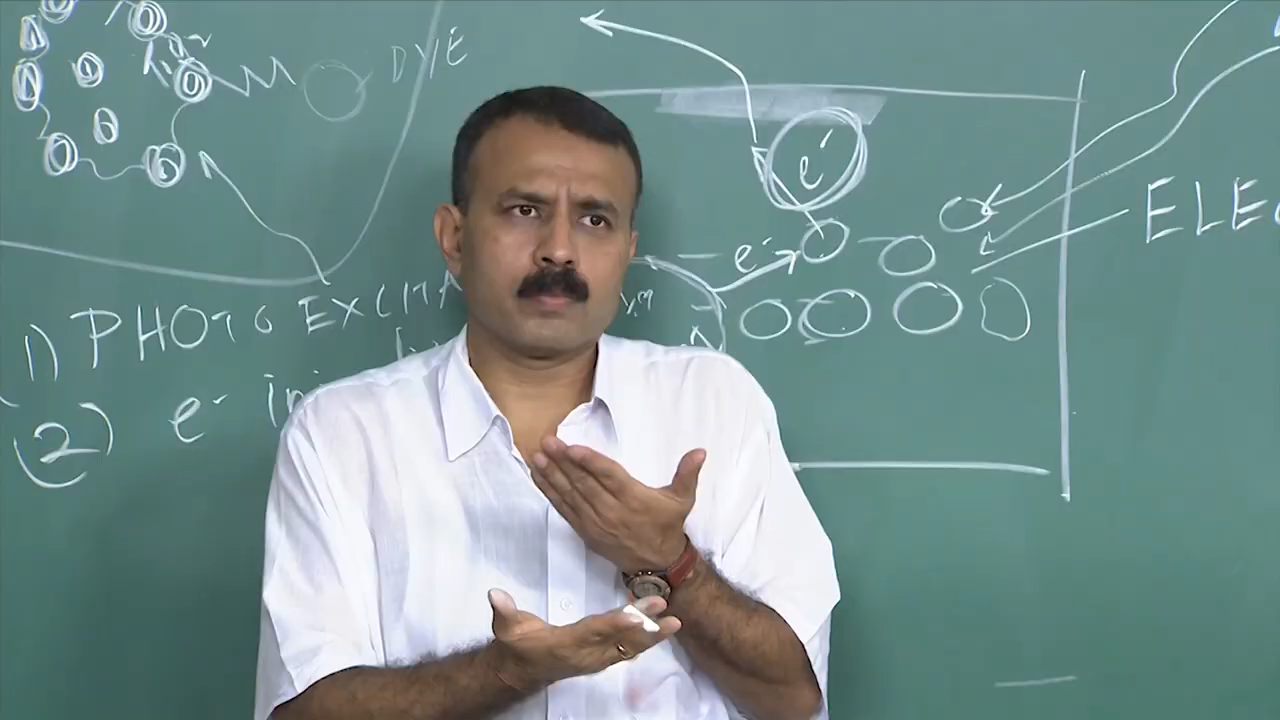 DYE
e⁻
e⁻
ELE
1) PHOTO EXCITA
(2) e⁻ in